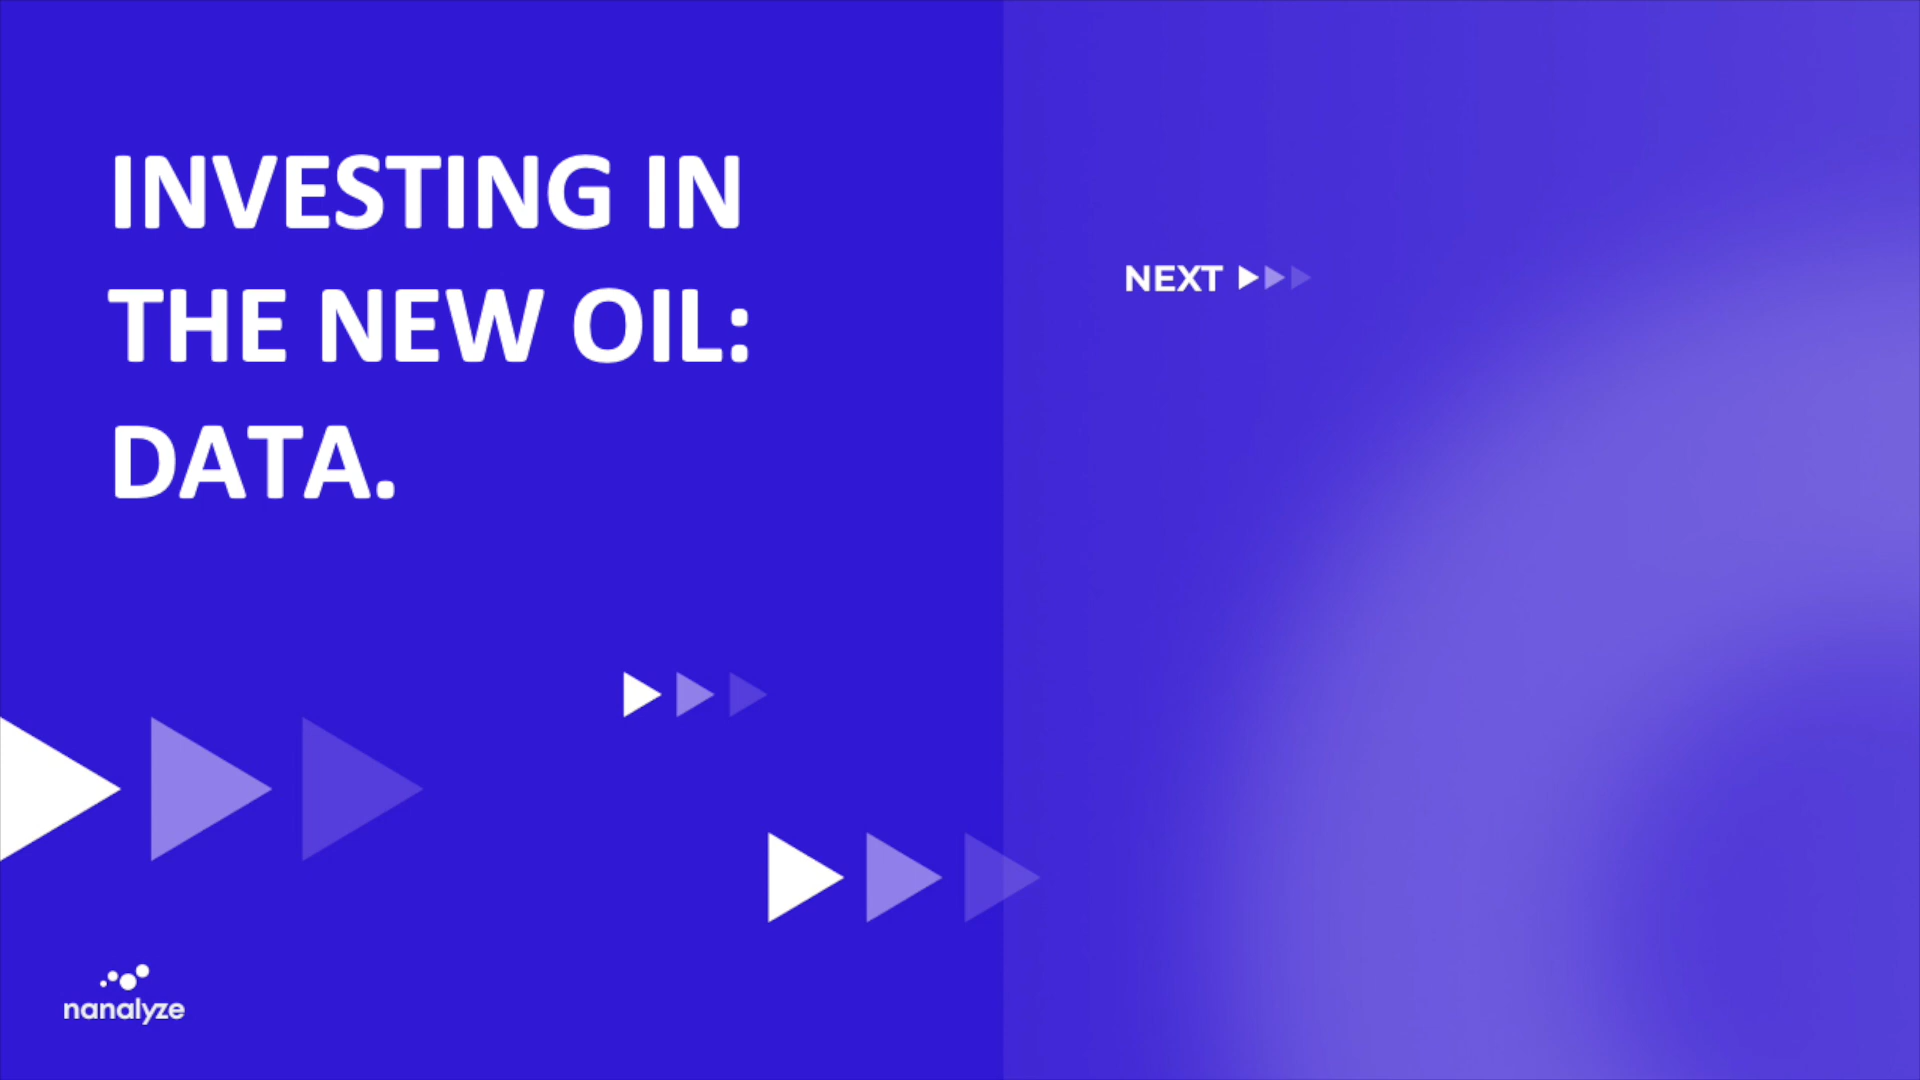 INVESTING IN
THE NEW OIL:
DATA.
NEXT
nanalyze